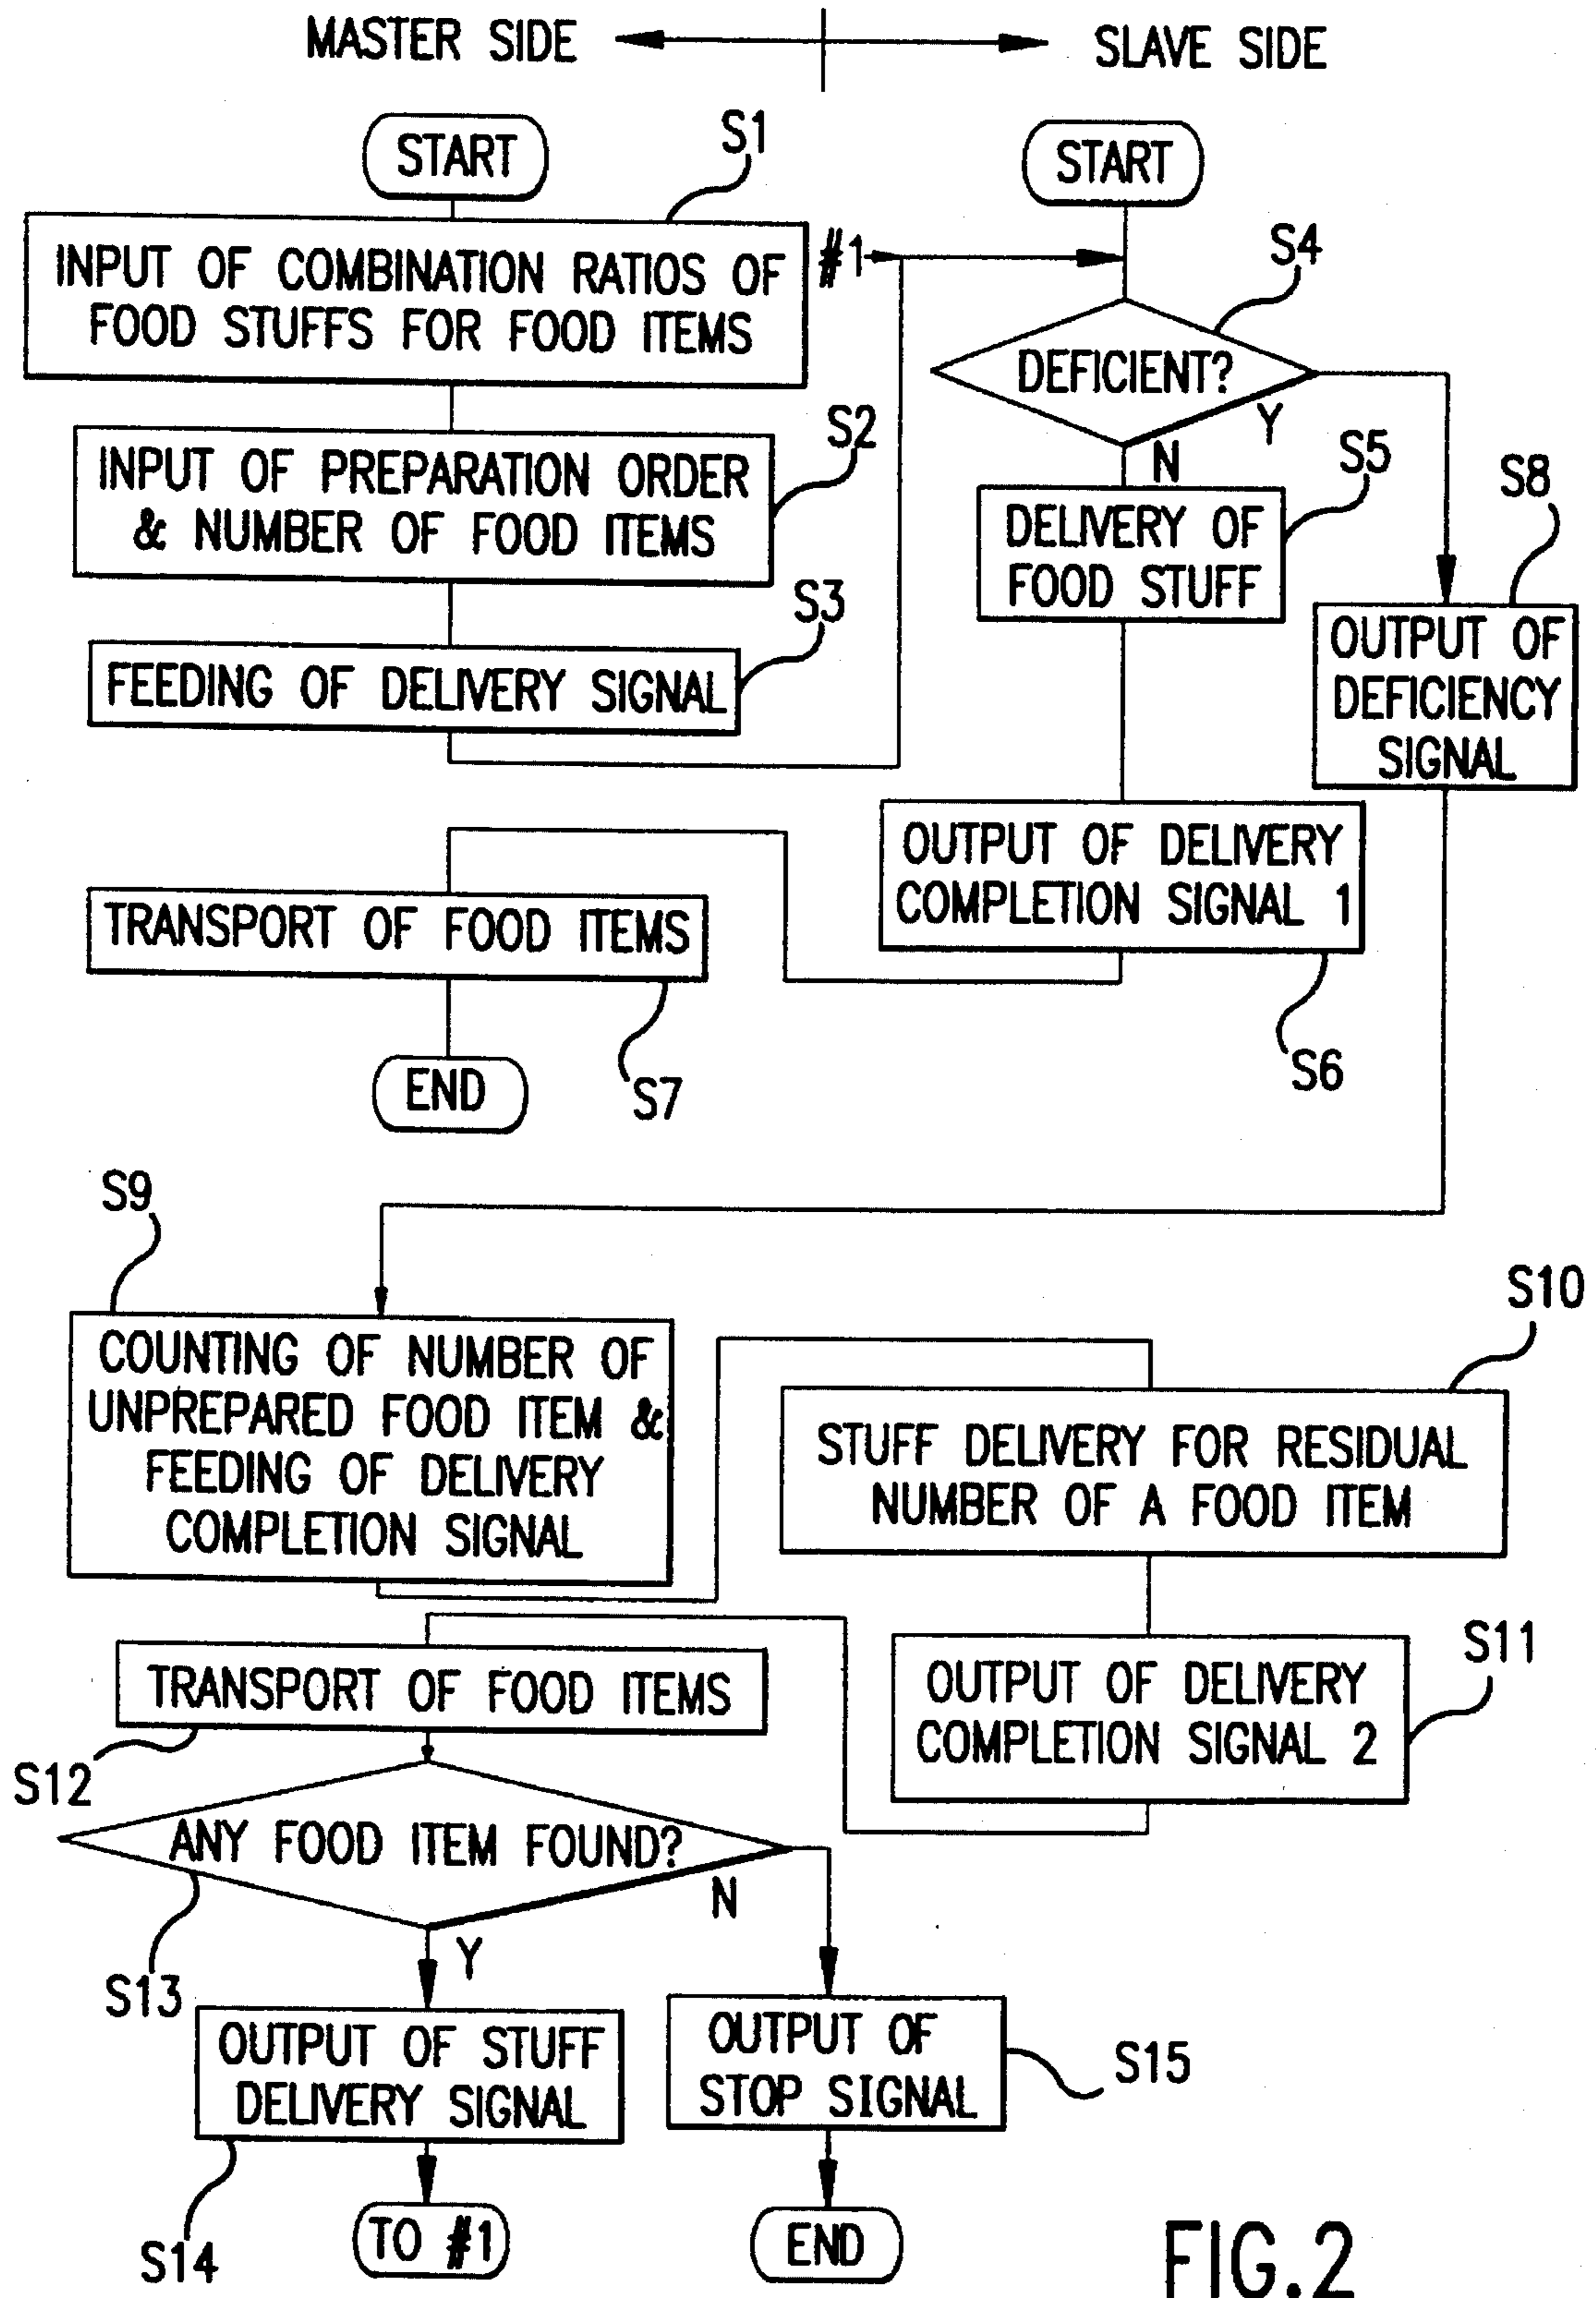 MASTER SIDE
SLAVE SIDE
START
S1
START
INPUT OF COMBINATION RATIOS OF
FOOD STUFFS FOR FOOD ITEMS
#1
S4
DEFICIENT?
Y
N
S2
INPUT OF PREPARATION ORDER
& NUMBER OF FOOD ITEMS
S5
DELIVERY OF
FOOD STUFF
S8
OUTPUT OF
DEFICIENCY
SIGNAL
S3
FEEDING OF DELIVERY SIGNAL
OUTPUT OF DELIVERY
COMPLETION SIGNAL 1
S6
TRANSPORT OF FOOD ITEMS
S7
END
S9
COUNTING OF NUMBER OF
UNPREPARED FOOD ITEM &
FEEDING OF DELIVERY
COMPLETION SIGNAL
S10
STUFF DELIVERY FOR RESIDUAL
NUMBER OF A FOOD ITEM
S11
OUTPUT OF DELIVERY
COMPLETION SIGNAL 2
TRANSPORT OF FOOD ITEMS
S12
ANY FOOD ITEM FOUND?
N
Y
S13
OUTPUT OF STUFF
DELIVERY SIGNAL
S14
OUTPUT OF
STOP SIGNAL
S15
TO #1
END
FIG.2